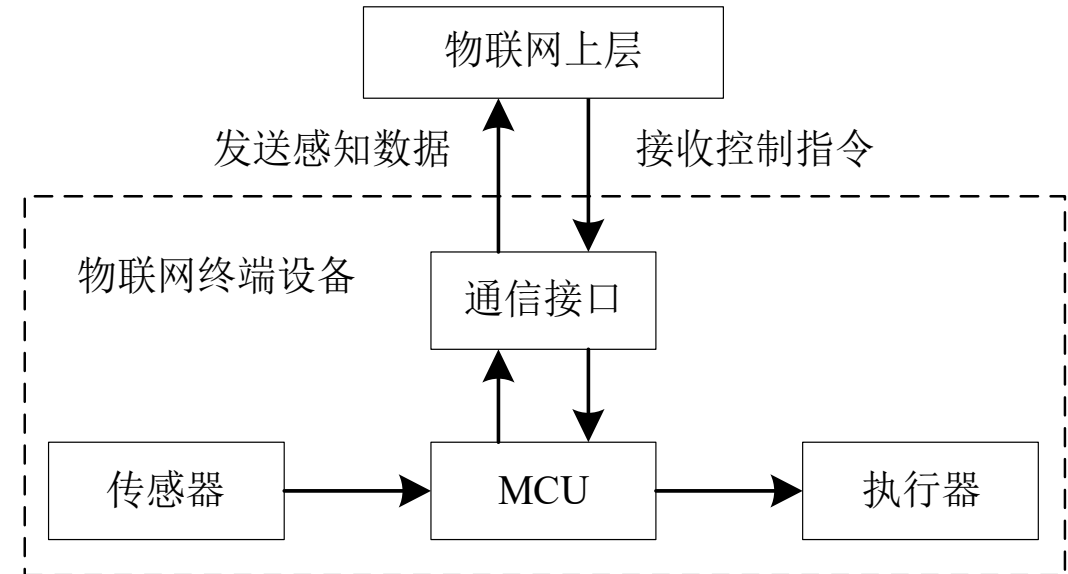 物联网上层
发送感知数据
接收控制指令
物联网终端设备
通信接口
传感器
MCU
执行器